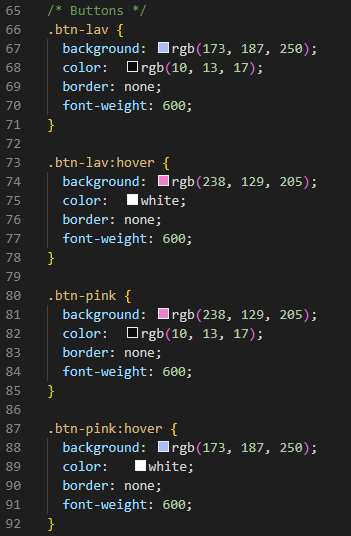 65 /* Buttons */
66 .btn-lav {
67 background: rgb(173, 187, 250);
68 color: rgb(10, 13, 17);
69 border: none;
70 font-weight: 600;
71 }
72
73 .btn-lav:hover {
74 background: rgb(238, 129, 205);
75 color: white;
76 border: none;
77 font-weight: 600;
78 }
79
80 .btn-pink {
81 background: rgb(238, 129, 205);
82 color: rgb(10, 13, 17);
83 border: none;
84 font-weight: 600;
85 }
86
87 .btn-pink:hover {
88 background: rgb(173, 187, 250);
89 color: white;
90 border: none;
91 font-weight: 600;
92 }